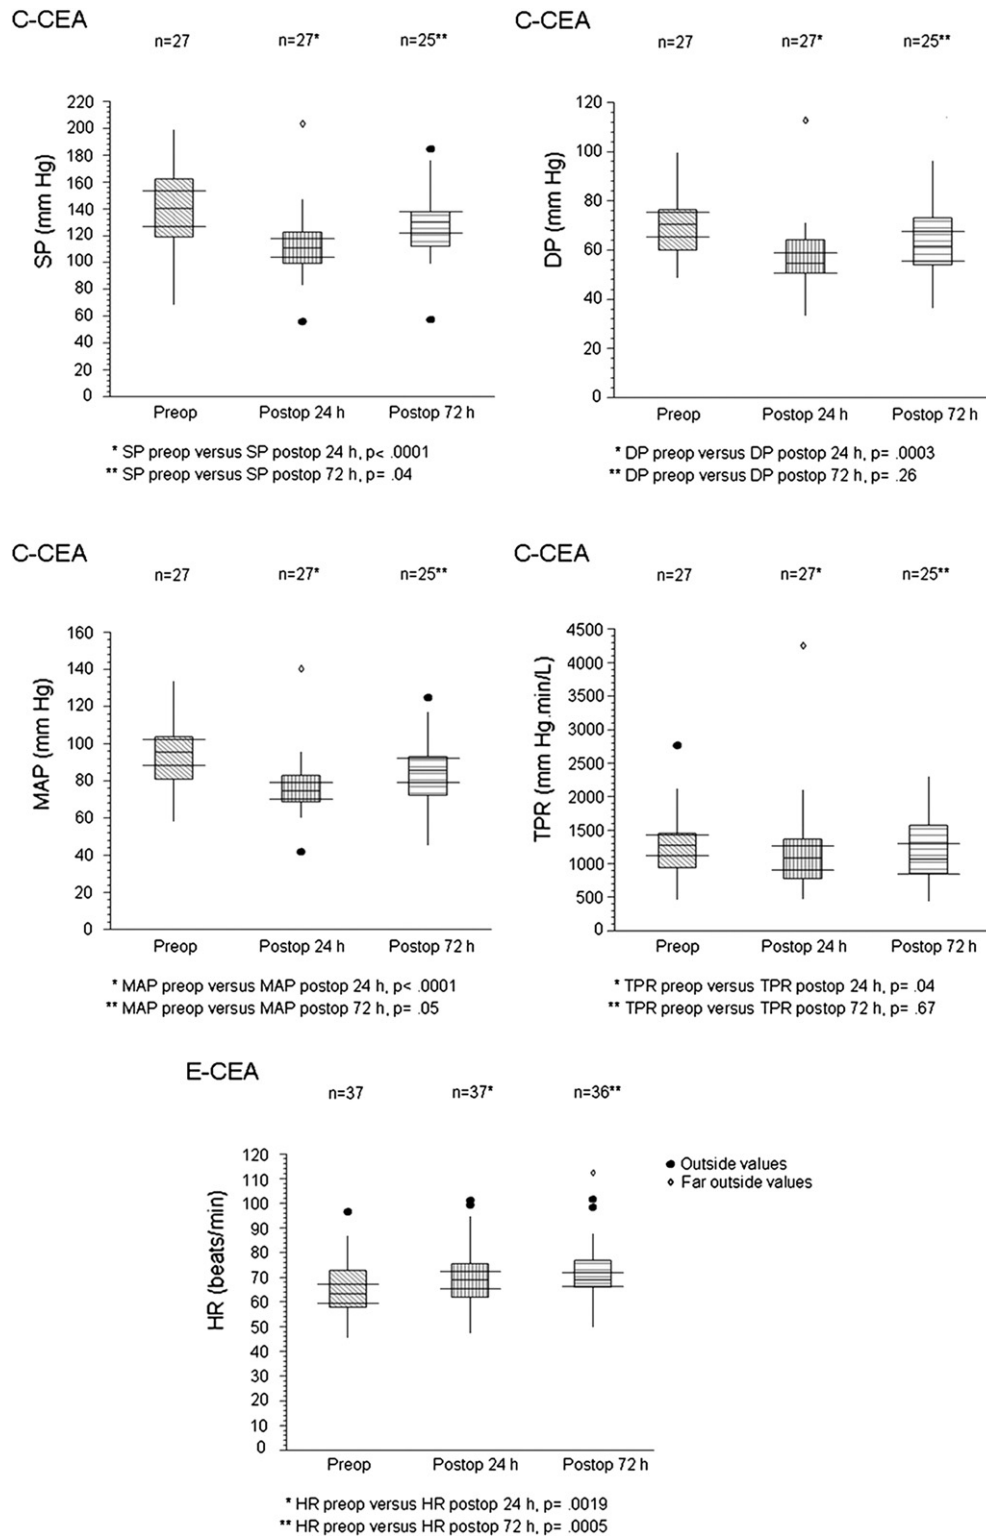 C-CEA
n=27 n=27* n=25**
SP (mm Hg)
220
200
180
160
140
120
100
80
60
40
20
0
Preop Postop 24 h Postop 72 h
* SP preop versus SP postop 24 h, p< .0001
** SP preop versus SP postop 72 h, p= .04
C-CEA
n=27 n=27* n=25**
DP (mm Hg)
120
100
80
60
40
20
0
Preop Postop 24 h Postop 72 h
* DP preop versus DP postop 24 h, p= .0003
** DP preop versus DP postop 72 h, p= .26
C-CEA
n=27 n=27* n=25**
MAP (mm Hg)
160
140
120
100
80
60
40
20
0
Preop Postop 24 h Postop 72 h
* MAP preop versus MAP postop 24 h, p< .0001
** MAP preop versus MAP postop 72 h, p= .05
C-CEA
n=27 n=27* n=25**
TPR (mm Hg.min/L)
4500
4000
3500
3000
2500
2000
1500
1000
500
0
Preop Postop 24 h Postop 72 h
* TPR preop versus TPR postop 24 h, p= .04
** TPR preop versus TPR postop 72 h, p= .67
E-CEA
n=37 n=37* n=36**
HR (beats/min)
120
110
100
90
80
70
60
50
40
30
20
10
0
Outside values
Far outside values
Preop Postop 24 h Postop 72 h
* HR preop versus HR postop 24 h, p= .0019
** HR preop versus HR postop 72 h, p= .0005